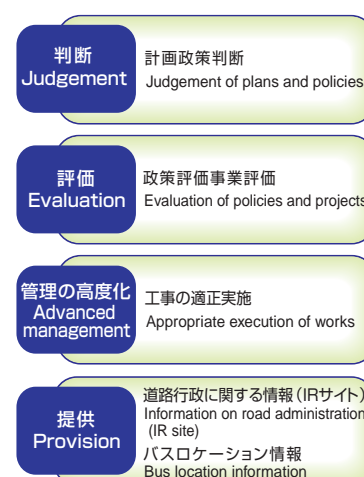 判断
Judgement
計画政策判断
Judgement of plans and policies
評価
Evaluation
政策評価事業評価
Evaluation of policies and projects
管理の高度化
Advanced
management
工事の適正実施
Appropriate execution of works
提供
Provision
道路行政に関する情報(IRサイト)
Information on road administration
(IR site)
バスロケーション情報
Bus location information